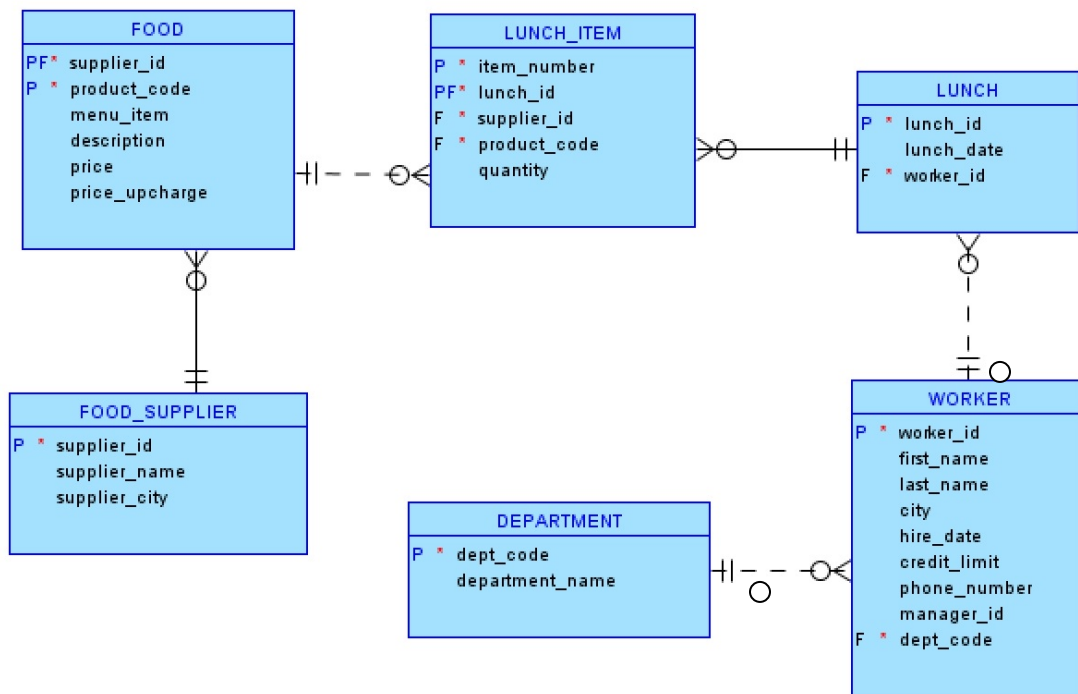 FOOD
PF* supplier_id
P * product_code
menu_item
description
price
price_upcharge
LUNCH_ITEM
P * item_number
PF* lunch_id
F * supplier_id
F * product_code
quantity
LUNCH
P * lunch_id
lunch_date
F * worker_id
FOOD_SUPPLIER
P * supplier_id
supplier_name
supplier_city
DEPARTMENT
P * dept_code
department_name
WORKER
P * worker_id
first_name
last_name
city
hire_date
credit_limit
phone_number
manager_id
F * dept_code